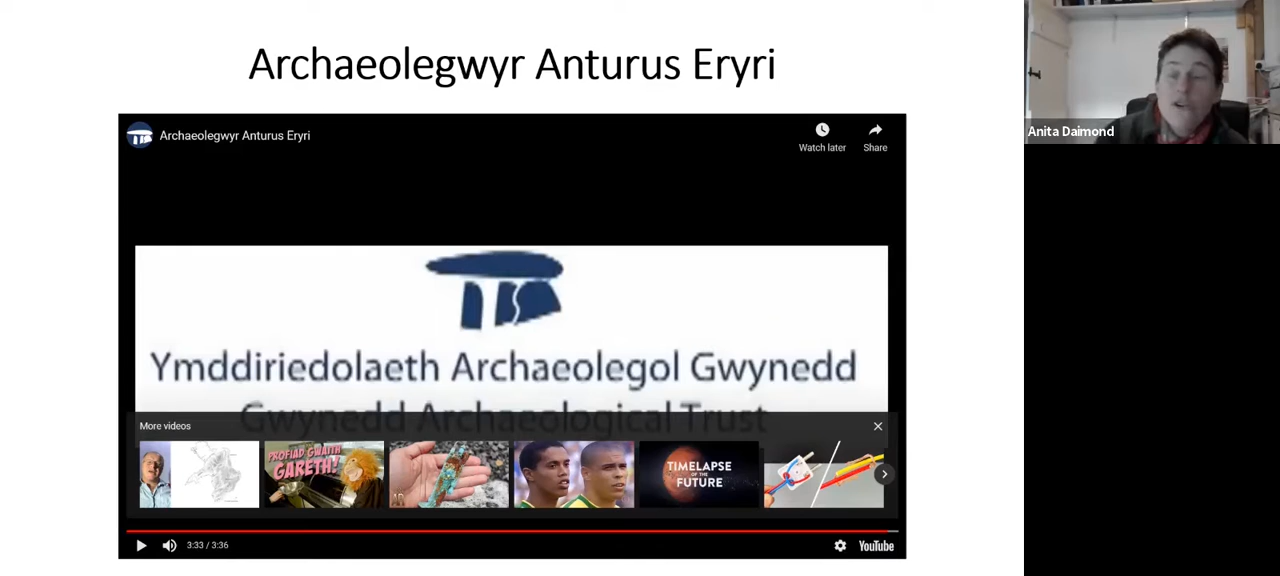 Archaeolegwyr Anturus Eryri
Archaeolegwyr Anturus Eryri
Watch later
Share
Ymddiriedolaeth Archaeolegol Gwynedd
Gwynedd Archaeological Trust
More videos
PROFIAD GWAITH
GARETH!
TIMELAPSE
OF THE
FUTURE
3:33 / 3:36
YouTube
Anita Daimond